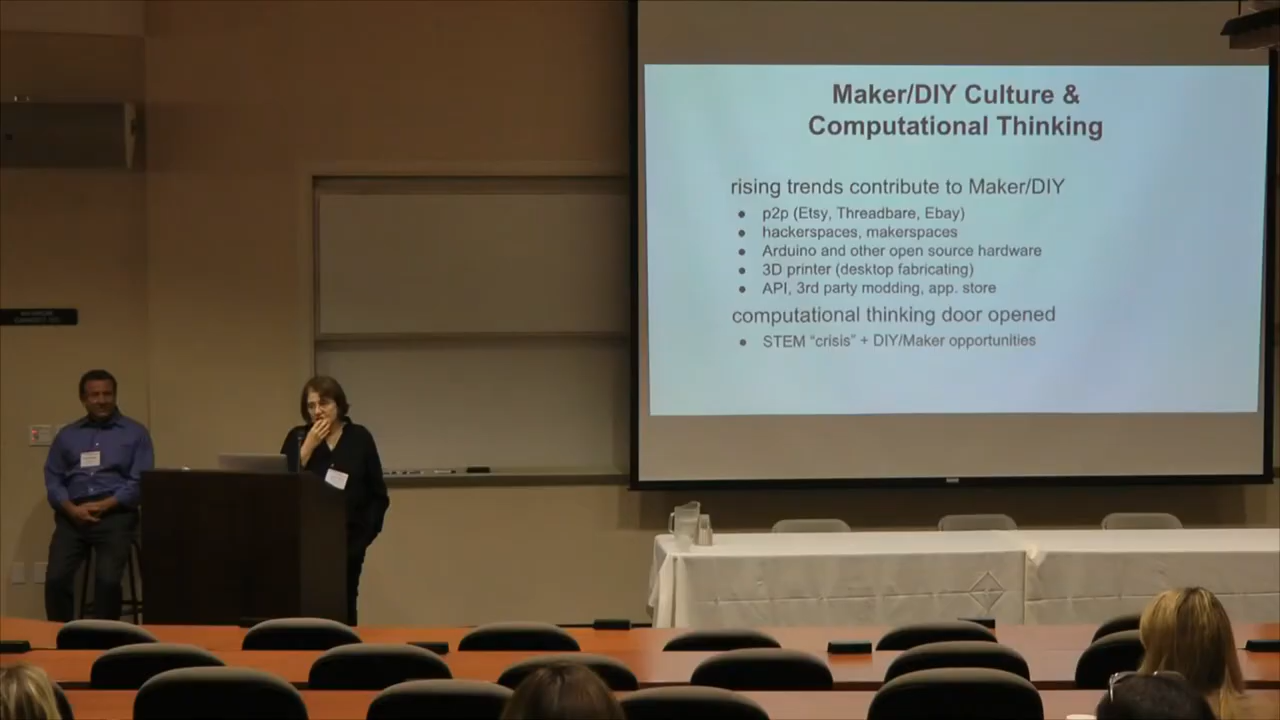 Maker/DIY Culture &
Computational Thinking
rising trends contribute to Maker/DIY
● p2p (Etsy, Threadbare, Ebay)
● hackerspaces, makerspaces
● Arduino and other open source hardware
● 3D printer (desktop fabricating)
● API, 3rd party modding, app. store
computational thinking door opened
● STEM “crisis” + DIY/Maker opportunities